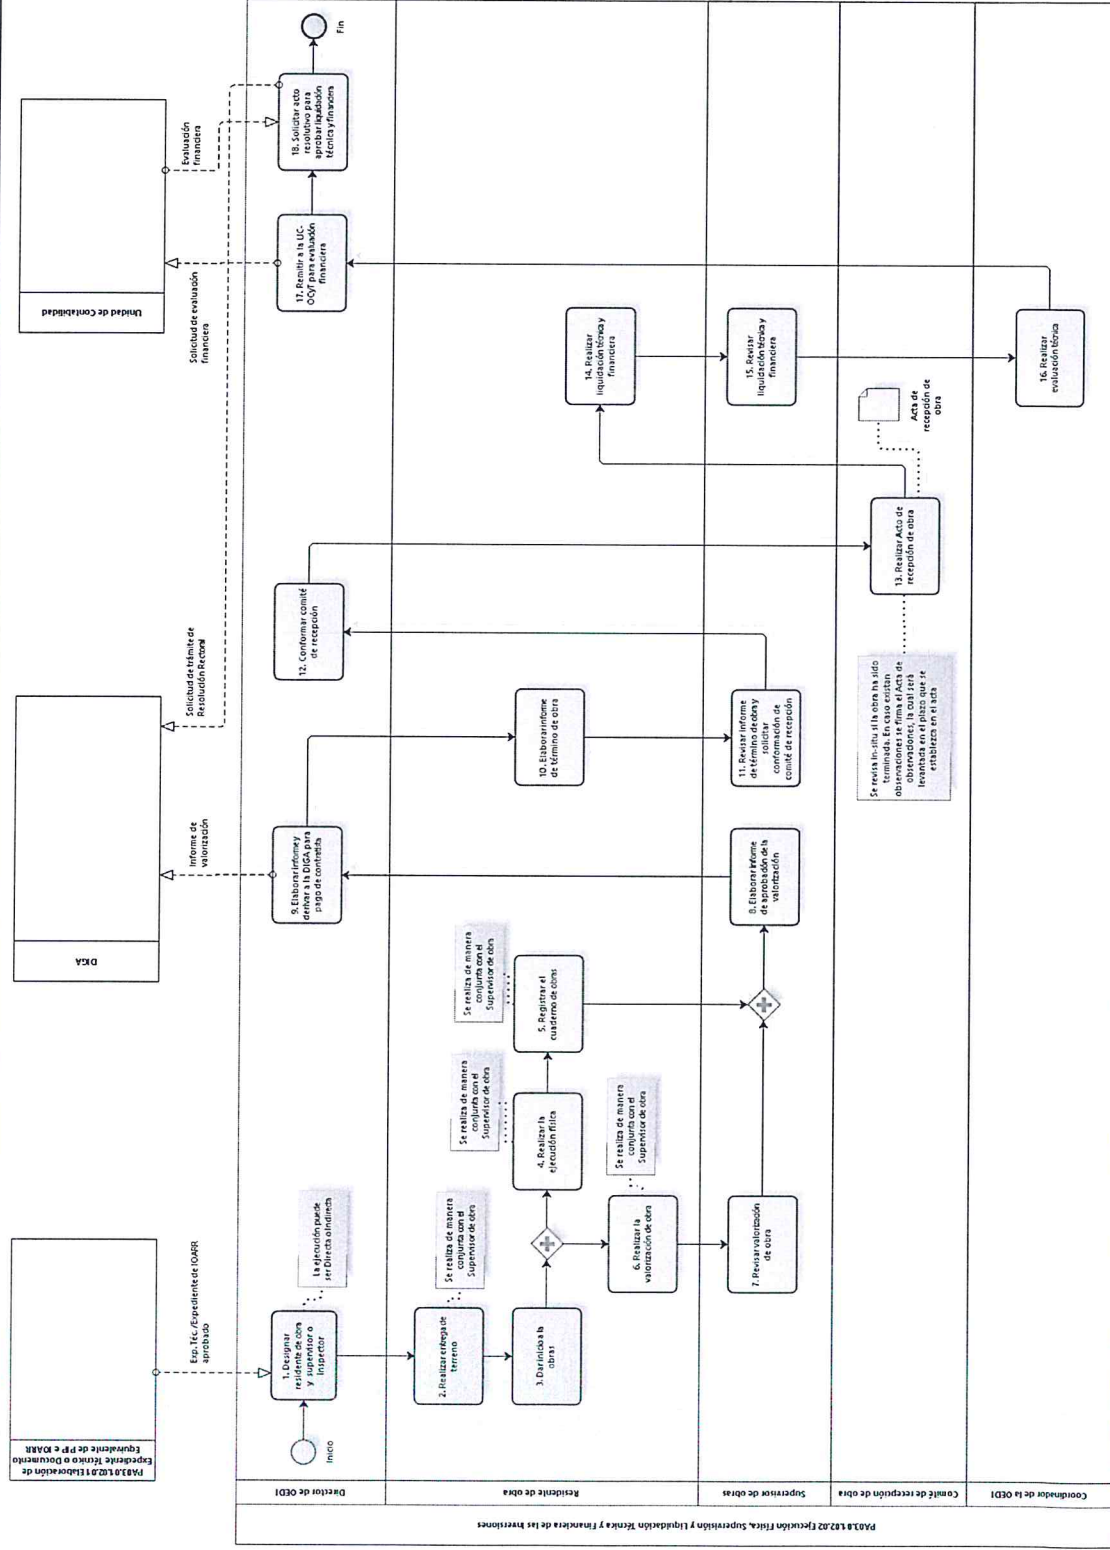 PA03.01.02.01 Elaboración de
Expediente Técnico o Documento
Equivalente de PIP e IOARR
Exp. Téc./Expediente de IOARR
aprobado
DIGA
Informe de
valorización
Solicitud de trámite de
Resolución Rectoral
Unidad de Contabilidad
Solicitud de evaluación
financiera
Evaluación
financiera
PA03.01.02.02 Ejecución Física, Supervisión y Liquidación Técnica y Financiera de las Inversiones
Director de OEDI
Inicio
1. Designar
residente de obra
y supervisor o
Inspector
La ejecución puede
ser Directa o Indirecta
9. Elaborar infome y
derivar a la DIGA para
pago de contratista
12. Conformar comité
de recepción
17. Remitir a la UC-
OCyT para evaluación
financiera
18. Solicitar acto
resolutivo para
aprobar liquidación
técnica y financiera
Fin
Residente de obra
2. Realizar entrega de
terreno
Se realiza de manera
conjunta con el
Supervisor de obra
3. Dar inicio a la
obras
4. Realizar la
ejecución física
Se realiza de manera
conjunta con el
Supervisor de obra
5. Registrar el
cuaderno de obras
Se realiza de manera
conjunta con el
Supervisor de obra
6. Realizar la
valorización de obra
Se realiza de manera
conjunta con el
Supervisor de obra
10. Elaborar informe
de término de obra
14. Realizar
liquidación técnica y
financiera
Supervisor de obras
7. Revisar valorización
de obra
8. Elaborar informe
de aprobación de la
valorización
11. Revisar informe
de término de obra y
solicitar
conformación de
comité de recepción
15. Revisar
liquidación técnica y
financiera
Comité de recepción de obra
Se revisa in-situ si la obra ha sido
terminada. En caso existan
observaciones se firma el Acta de
observaciones, la cual será
levantada en el plazo que se
establezca en el acta
13. Realizar Acto de
recepción de obra
Acta de
recepción de
obra
Coordinador de la OEDI
16. Realizar
evaluación técnica